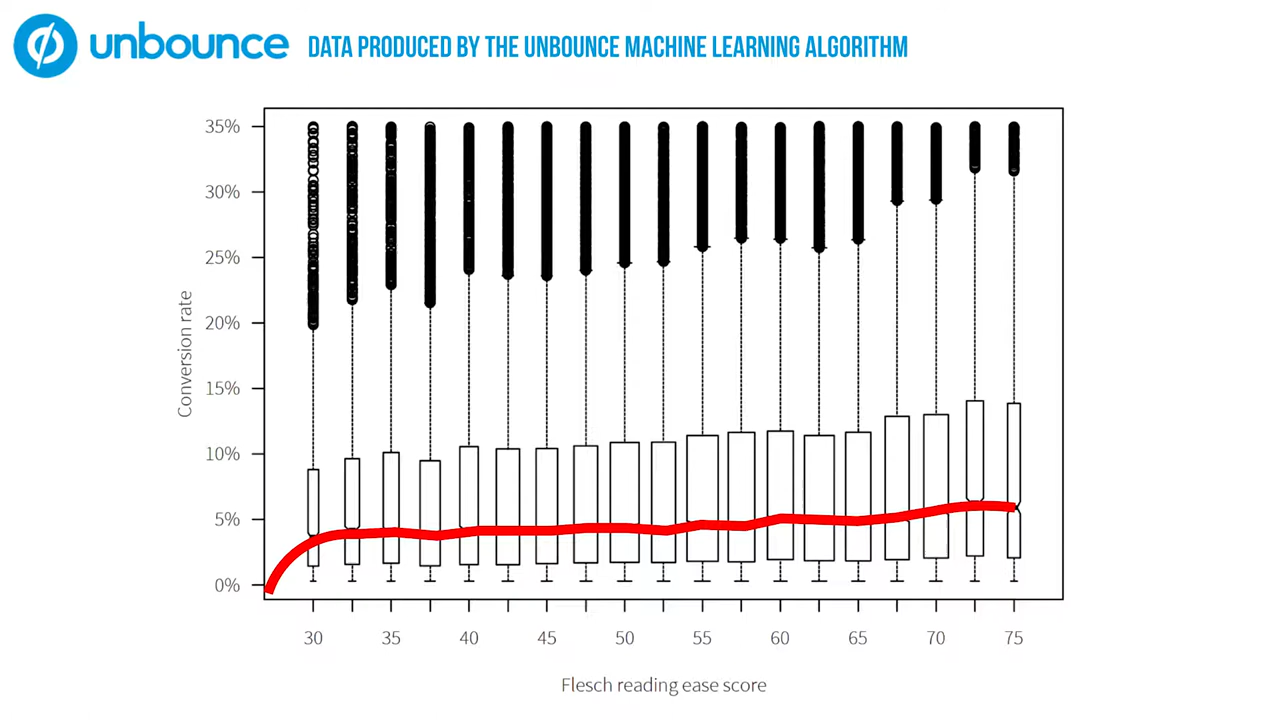 unbounce DATA PRODUCED BY THE UNBOUNCE MACHINE LEARNING ALGORITHM
35%
30%
25%
20%
15%
10%
5%
0%
Conversion rate
30 35 40 45 50 55 60 65 70 75
Flesch reading ease score